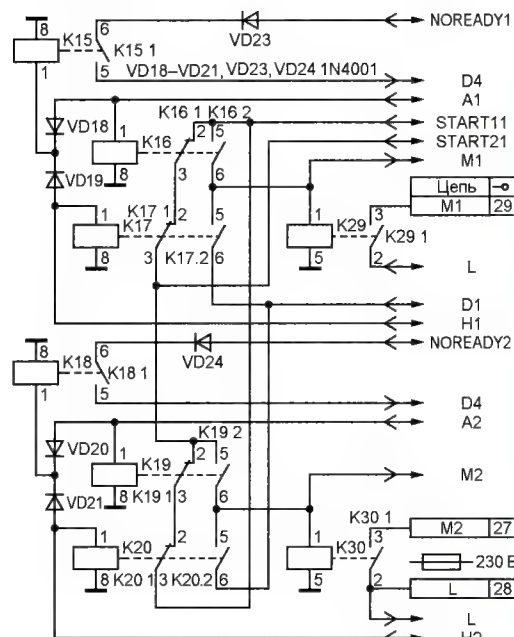 8
K15
6
K15 1
5
1
VD23
NOREADY1
VD18–VD21, VD23, VD24 1N4001
D4
A1
VD18
1
K16
8
K16 1
K16 2
2
5
3
6
START11
START21
M1
VD19
1
K17
8
K17 1
2
3
5
K17.2
6
1
K29
5
3
K29 1
2
Цепь
M1
29
L
D1
H1
NOREADY2
8
K18
6
K18 1
5
1
VD24
D4
A2
VD20
1
K19
8
K19 1
K19 2
2
3
5
6
M2
VD21
1
K20
8
K20 1
2
3
5
K20.2
6
1
K30
5
K30 1
3
2
M2
27
230 В
L
28
L
H2